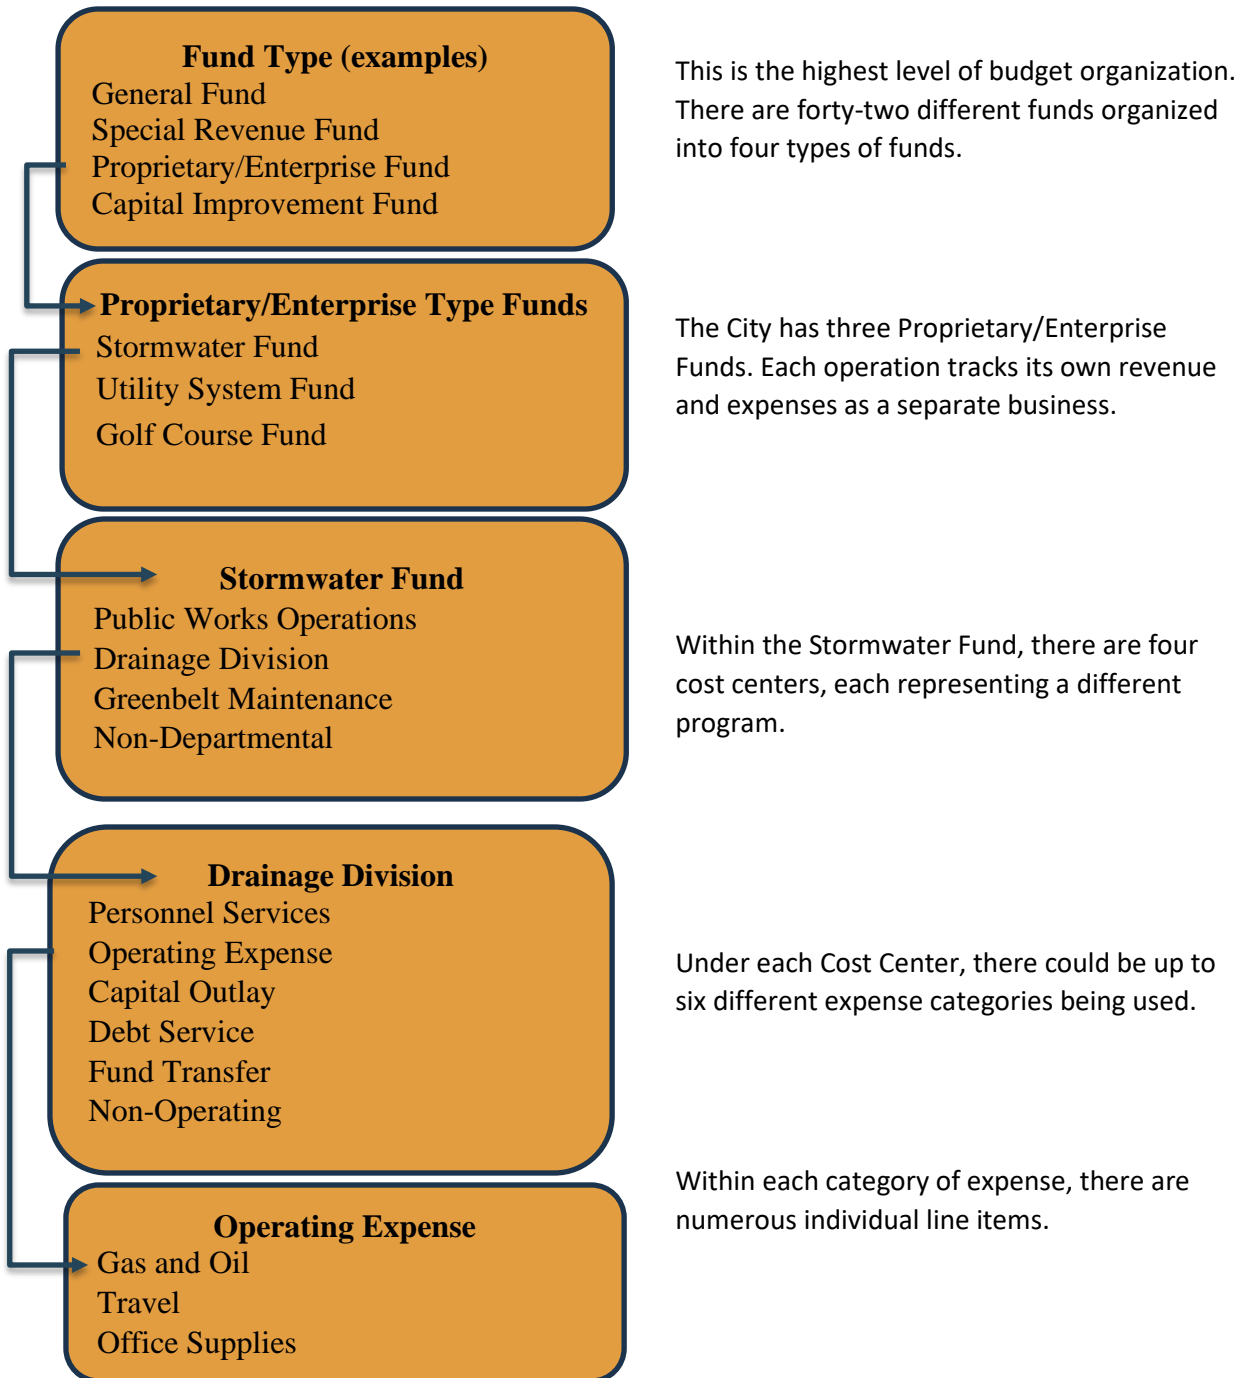 Fund Type (examples)
General Fund
Special Revenue Fund
Proprietary/Enterprise Fund
Capital Improvement Fund
This is the highest level of budget organization.
There are forty-two different funds organized
into four types of funds.
Proprietary/Enterprise Type Funds
Stormwater Fund
Utility System Fund
Golf Course Fund
The City has three Proprietary/Enterprise
Funds. Each operation tracks its own revenue
and expenses as a separate business.
Stormwater Fund
Public Works Operations
Drainage Division
Greenbelt Maintenance
Non-Departmental
Within the Stormwater Fund, there are four
cost centers, each representing a different
program.
Drainage Division
Personnel Services
Operating Expense
Capital Outlay
Debt Service
Fund Transfer
Non-Operating
Under each Cost Center, there could be up to
six different expense categories being used.
Operating Expense
Gas and Oil
Travel
Office Supplies
Within each category of expense, there are
numerous individual line items.